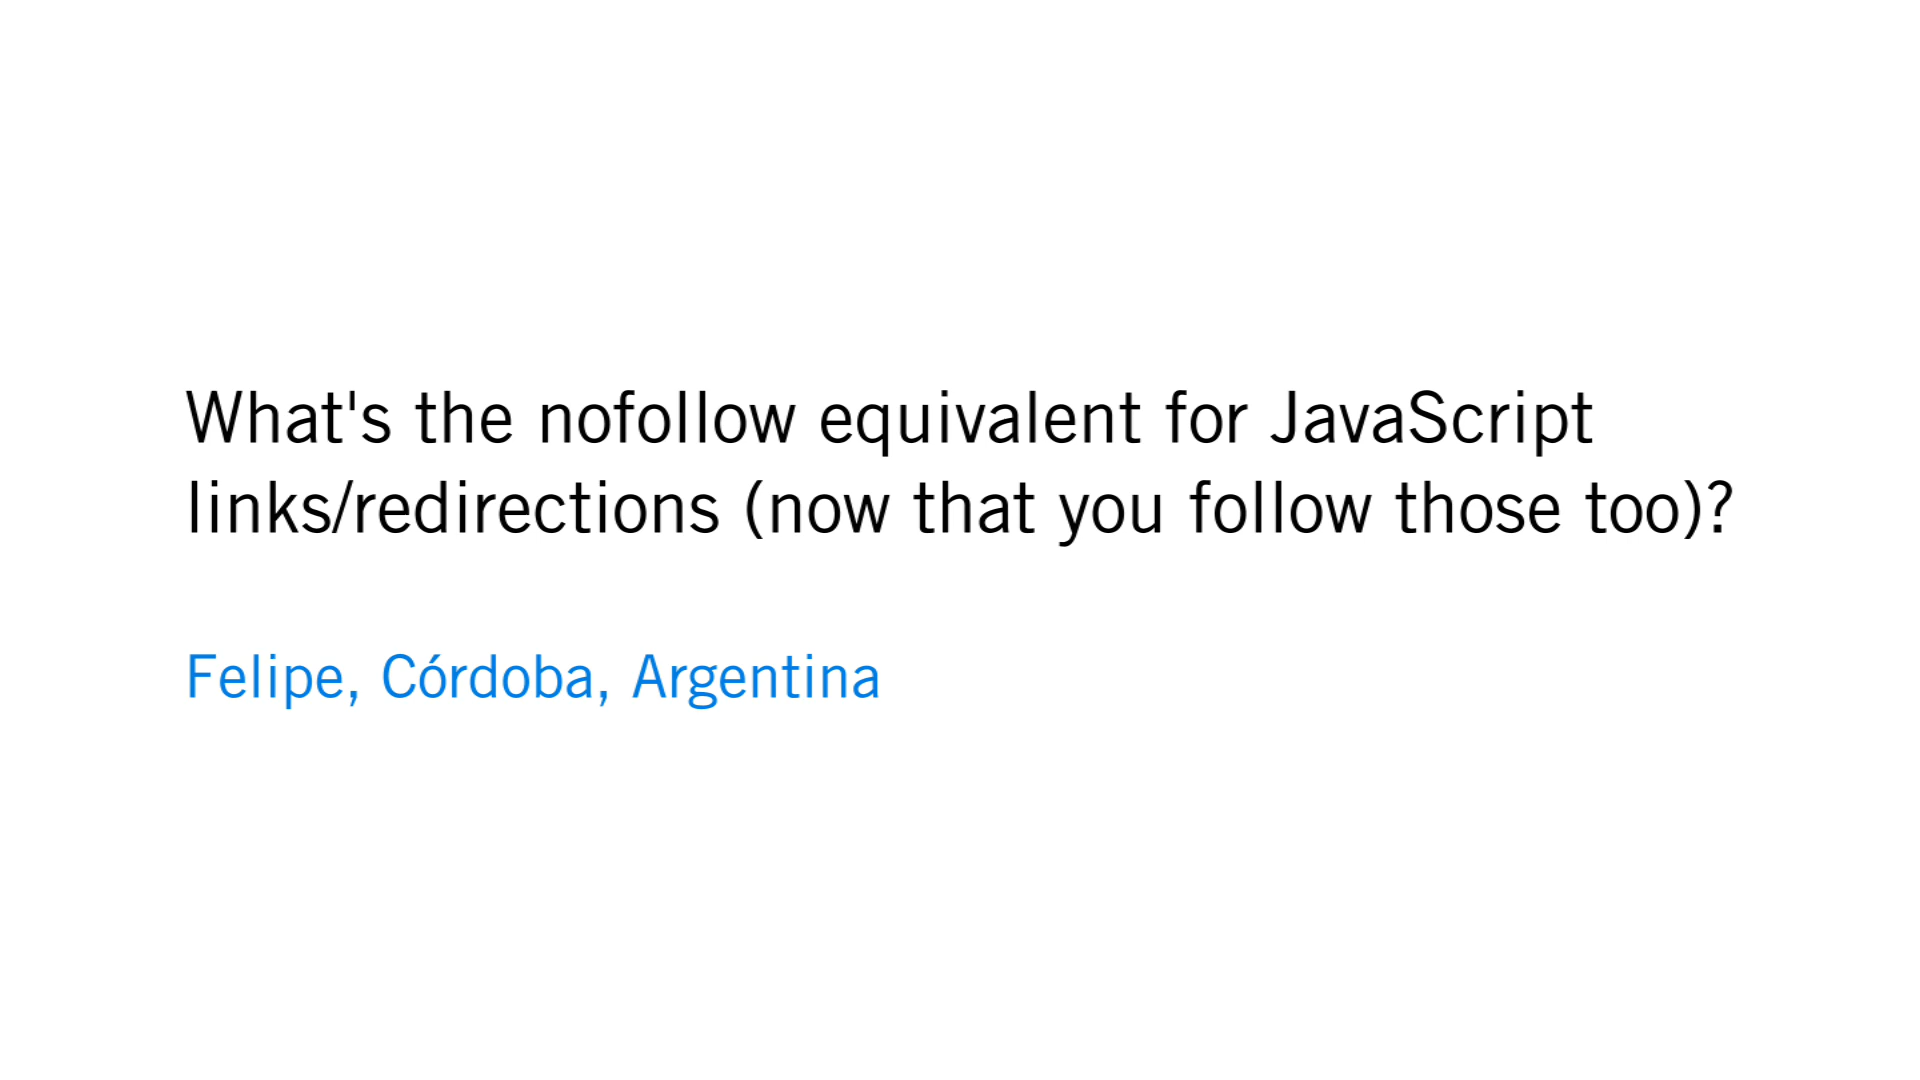 What's the nofollow equivalent for JavaScript
links/redirections (now that you follow those too)?
Felipe, Córdoba, Argentina